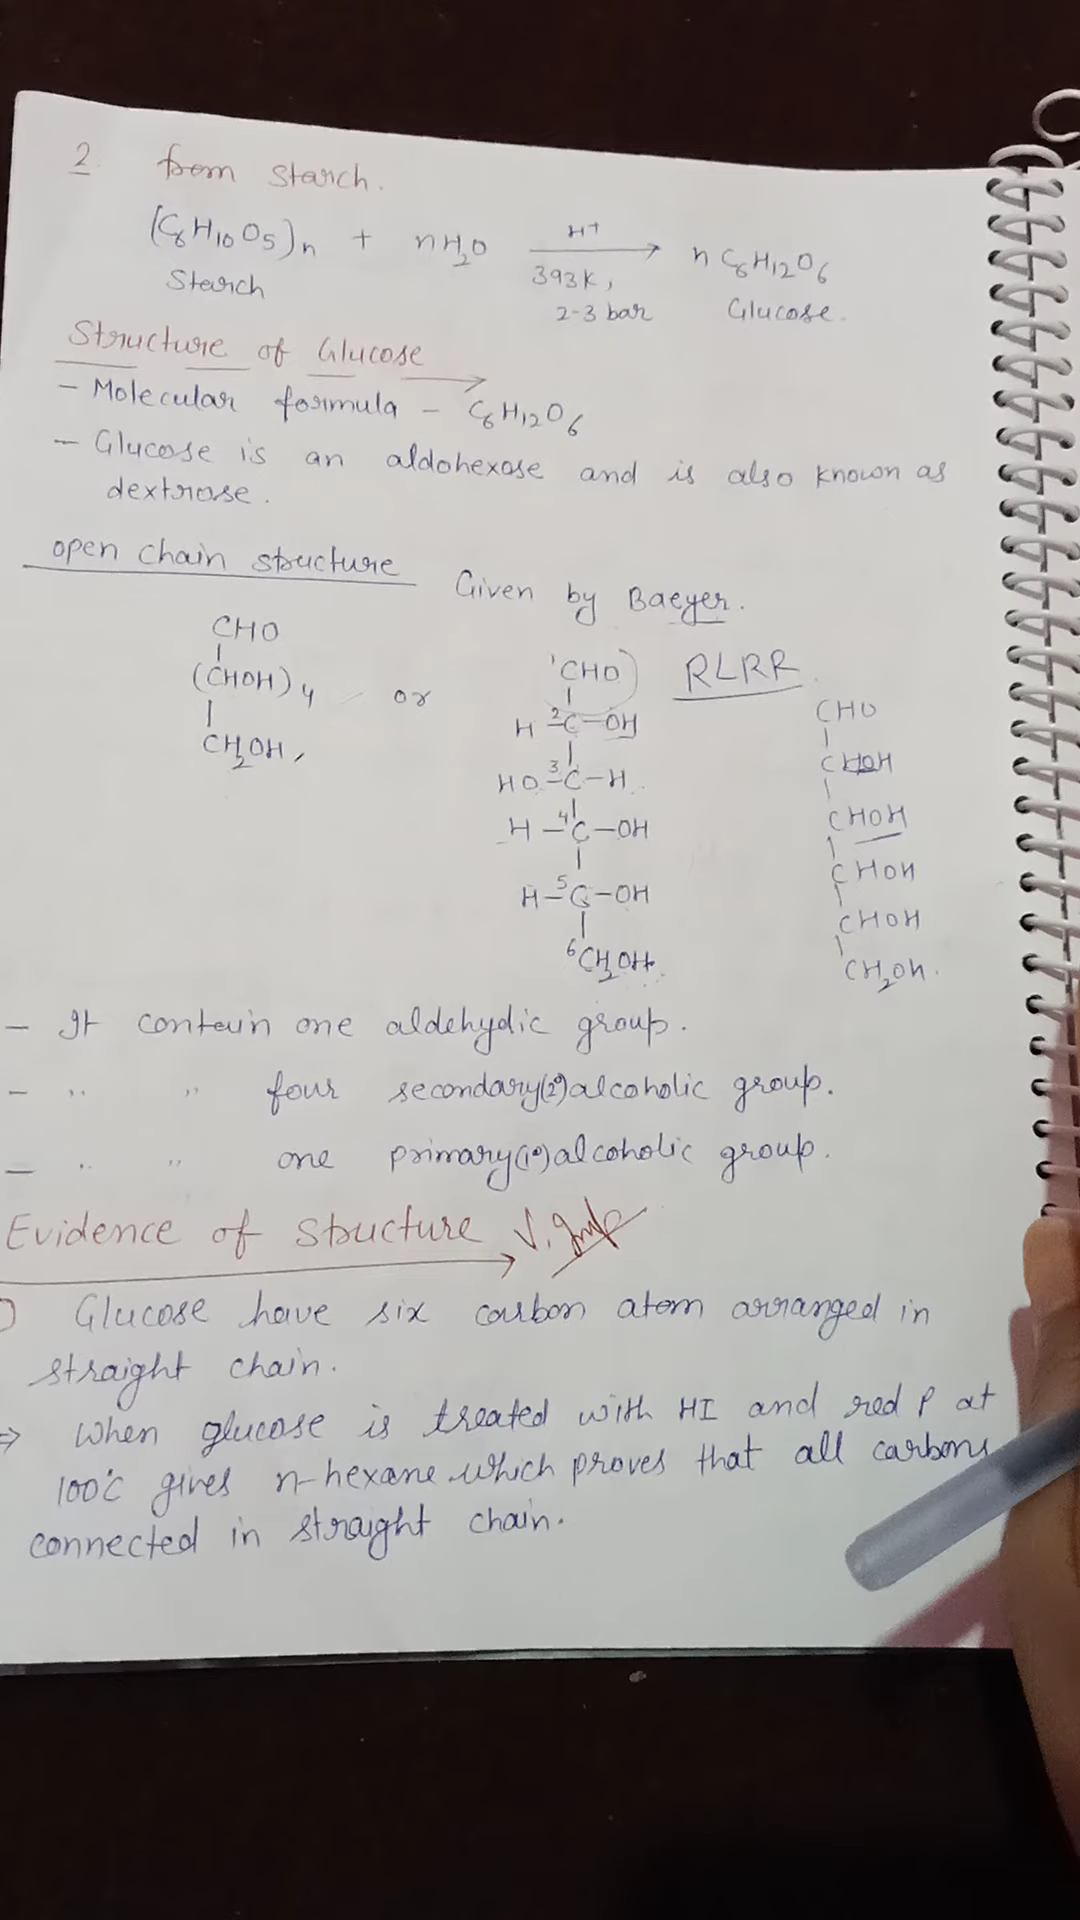 2. from Starch.
(C6H10O5)n + nH2O H+ → n C6H12O6
Starch 393K, 2-3 bar Glucose.
Structure of Glucose →
– Molecular formula – C6H12O6
– Glucose is an aldohexose and is also known as
dextrose.
open chain structure Given by Baeyer.
CHO
(CHOH)4 or
CH2OH,
1CHO) RLRR
H 2C–OH
HO–3C–H
H–4C–OH
H–5C–OH
6CH2OH
CHO
CHOH
CHOH
CHOH
CHOH
CH2OH.
– It contain one aldehydic group.
– ,, ,, four secondary(2°)alcoholic group.
– ,, ,, one primary(1°)alcoholic group.
Evidence of Structure → V. Imp
Glucose have six carbon atom arranged in
straight chain.
⇒ When glucose is treated with HI and red P at
100°C gives n-hexane which proves that all carbons
connected in straight chain.